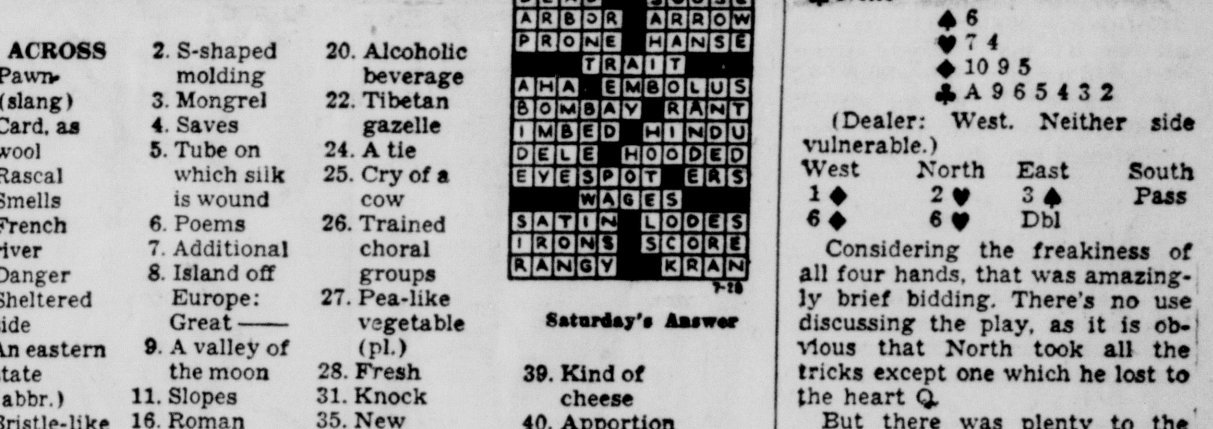 ACROSS
Pawn
(slang)
Card, as
wool
Rascal
Smells
French
river
Danger
Sheltered
side
An eastern
state
(abbr.)
Bristle-like
2. S-shaped
molding
3. Mongrel
4. Saves
5. Tube on
which silk
is wound
6. Poems
7. Additional
8. Island off
Europe:
Great ——
9. A valley of
the moon
11. Slopes
16. Roman
20. Alcoholic
beverage
22. Tibetan
gazelle
24. A tie
25. Cry of a
cow
26. Trained
choral
groups
27. Pea-like
vegetable
(pl.)
28. Fresh
31. Knock
35. New
ARBOR ARROW
PRONE HANSE
TRAIT
AHA EMBOLUS
BOMBAY RANT
IMBED HINDU
DELE HOODED
EYESPOT ERS
WAGES
SATIN LODES
IRONS SCORE
RANGY KRAN
7-28
Saturday's Answer
39. Kind of
cheese
40. Apportion
♠ 6
♥ 7 4
♦ 10 9 5
♣ A 9 6 5 4 3 2
(Dealer: West. Neither side
vulnerable.)
West North East South
1 ♦ 2 ♥ 3 ♠ Pass
6 ♦ 6 ♥ Dbl
Considering the freakiness of
all four hands, that was amazing-
ly brief bidding. There's no use
discussing the play, as it is ob-
vious that North took all the
tricks except one which he lost to
the heart Q.
But there was plenty to the